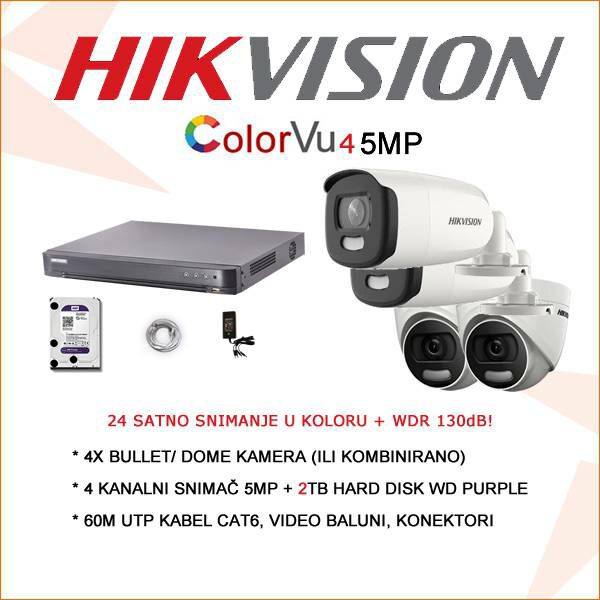 HIKVISION
ColorVu4 5MP
HIKVISION
HIKVISION
24 SATNO SNIMANJE U KOLORU + WDR 130dB!
* 4X BULLET/ DOME KAMERA (ILI KOMBINIRANO)
* 4 KANALNI SNIMAČ 5MP + 2TB HARD DISK WD PURPLE
* 60M UTP KABEL CAT6, VIDEO BALUNI, KONEKTORI